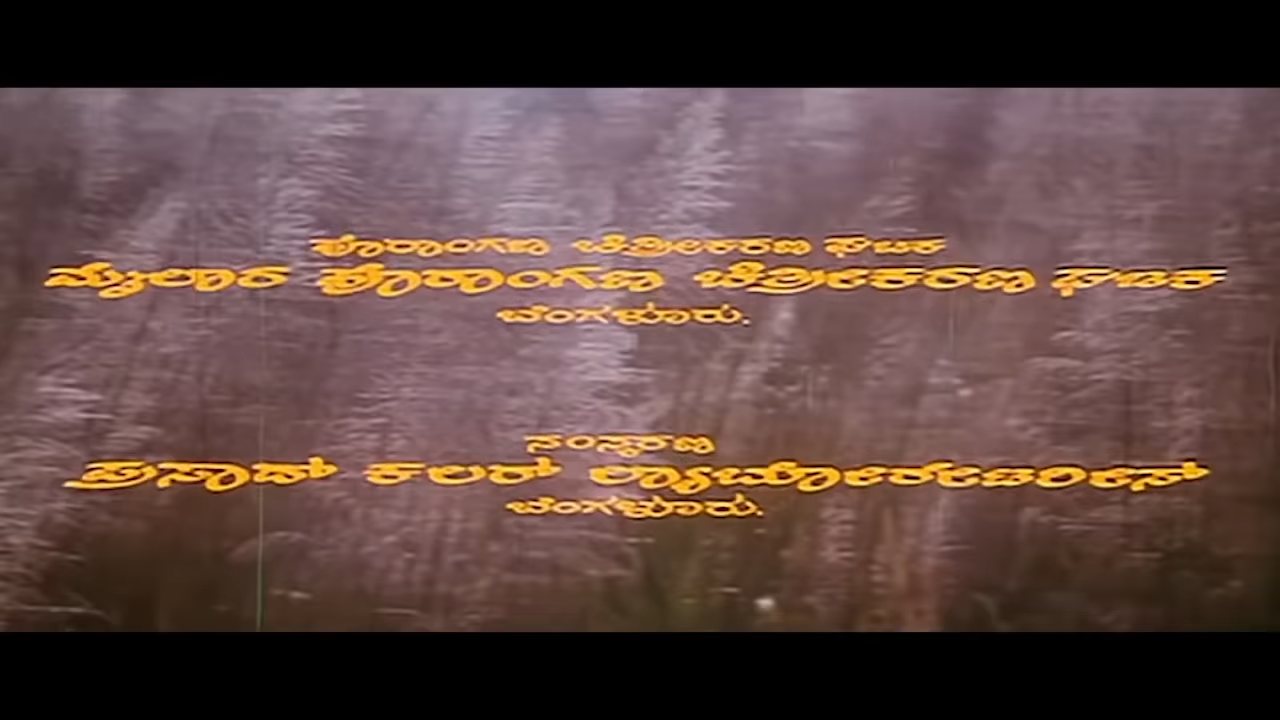 ಹೊರಾಂಗಣ ಚಿತ್ರೀಕರಣ ಘಟಕ
ಮೈಲಾರ ಹೊರಾಂಗಣ ಚಿತ್ರೀಕರಣ ಘಟಕ
ಬೆಂಗಳೂರು.
ಸಂಸ್ಕರಣ
ಪ್ರಸಾದ್ ಕಲರ್ ಲ್ಯಾಬೋರೇಟರೀಸ್
ಬೆಂಗಳೂರು.